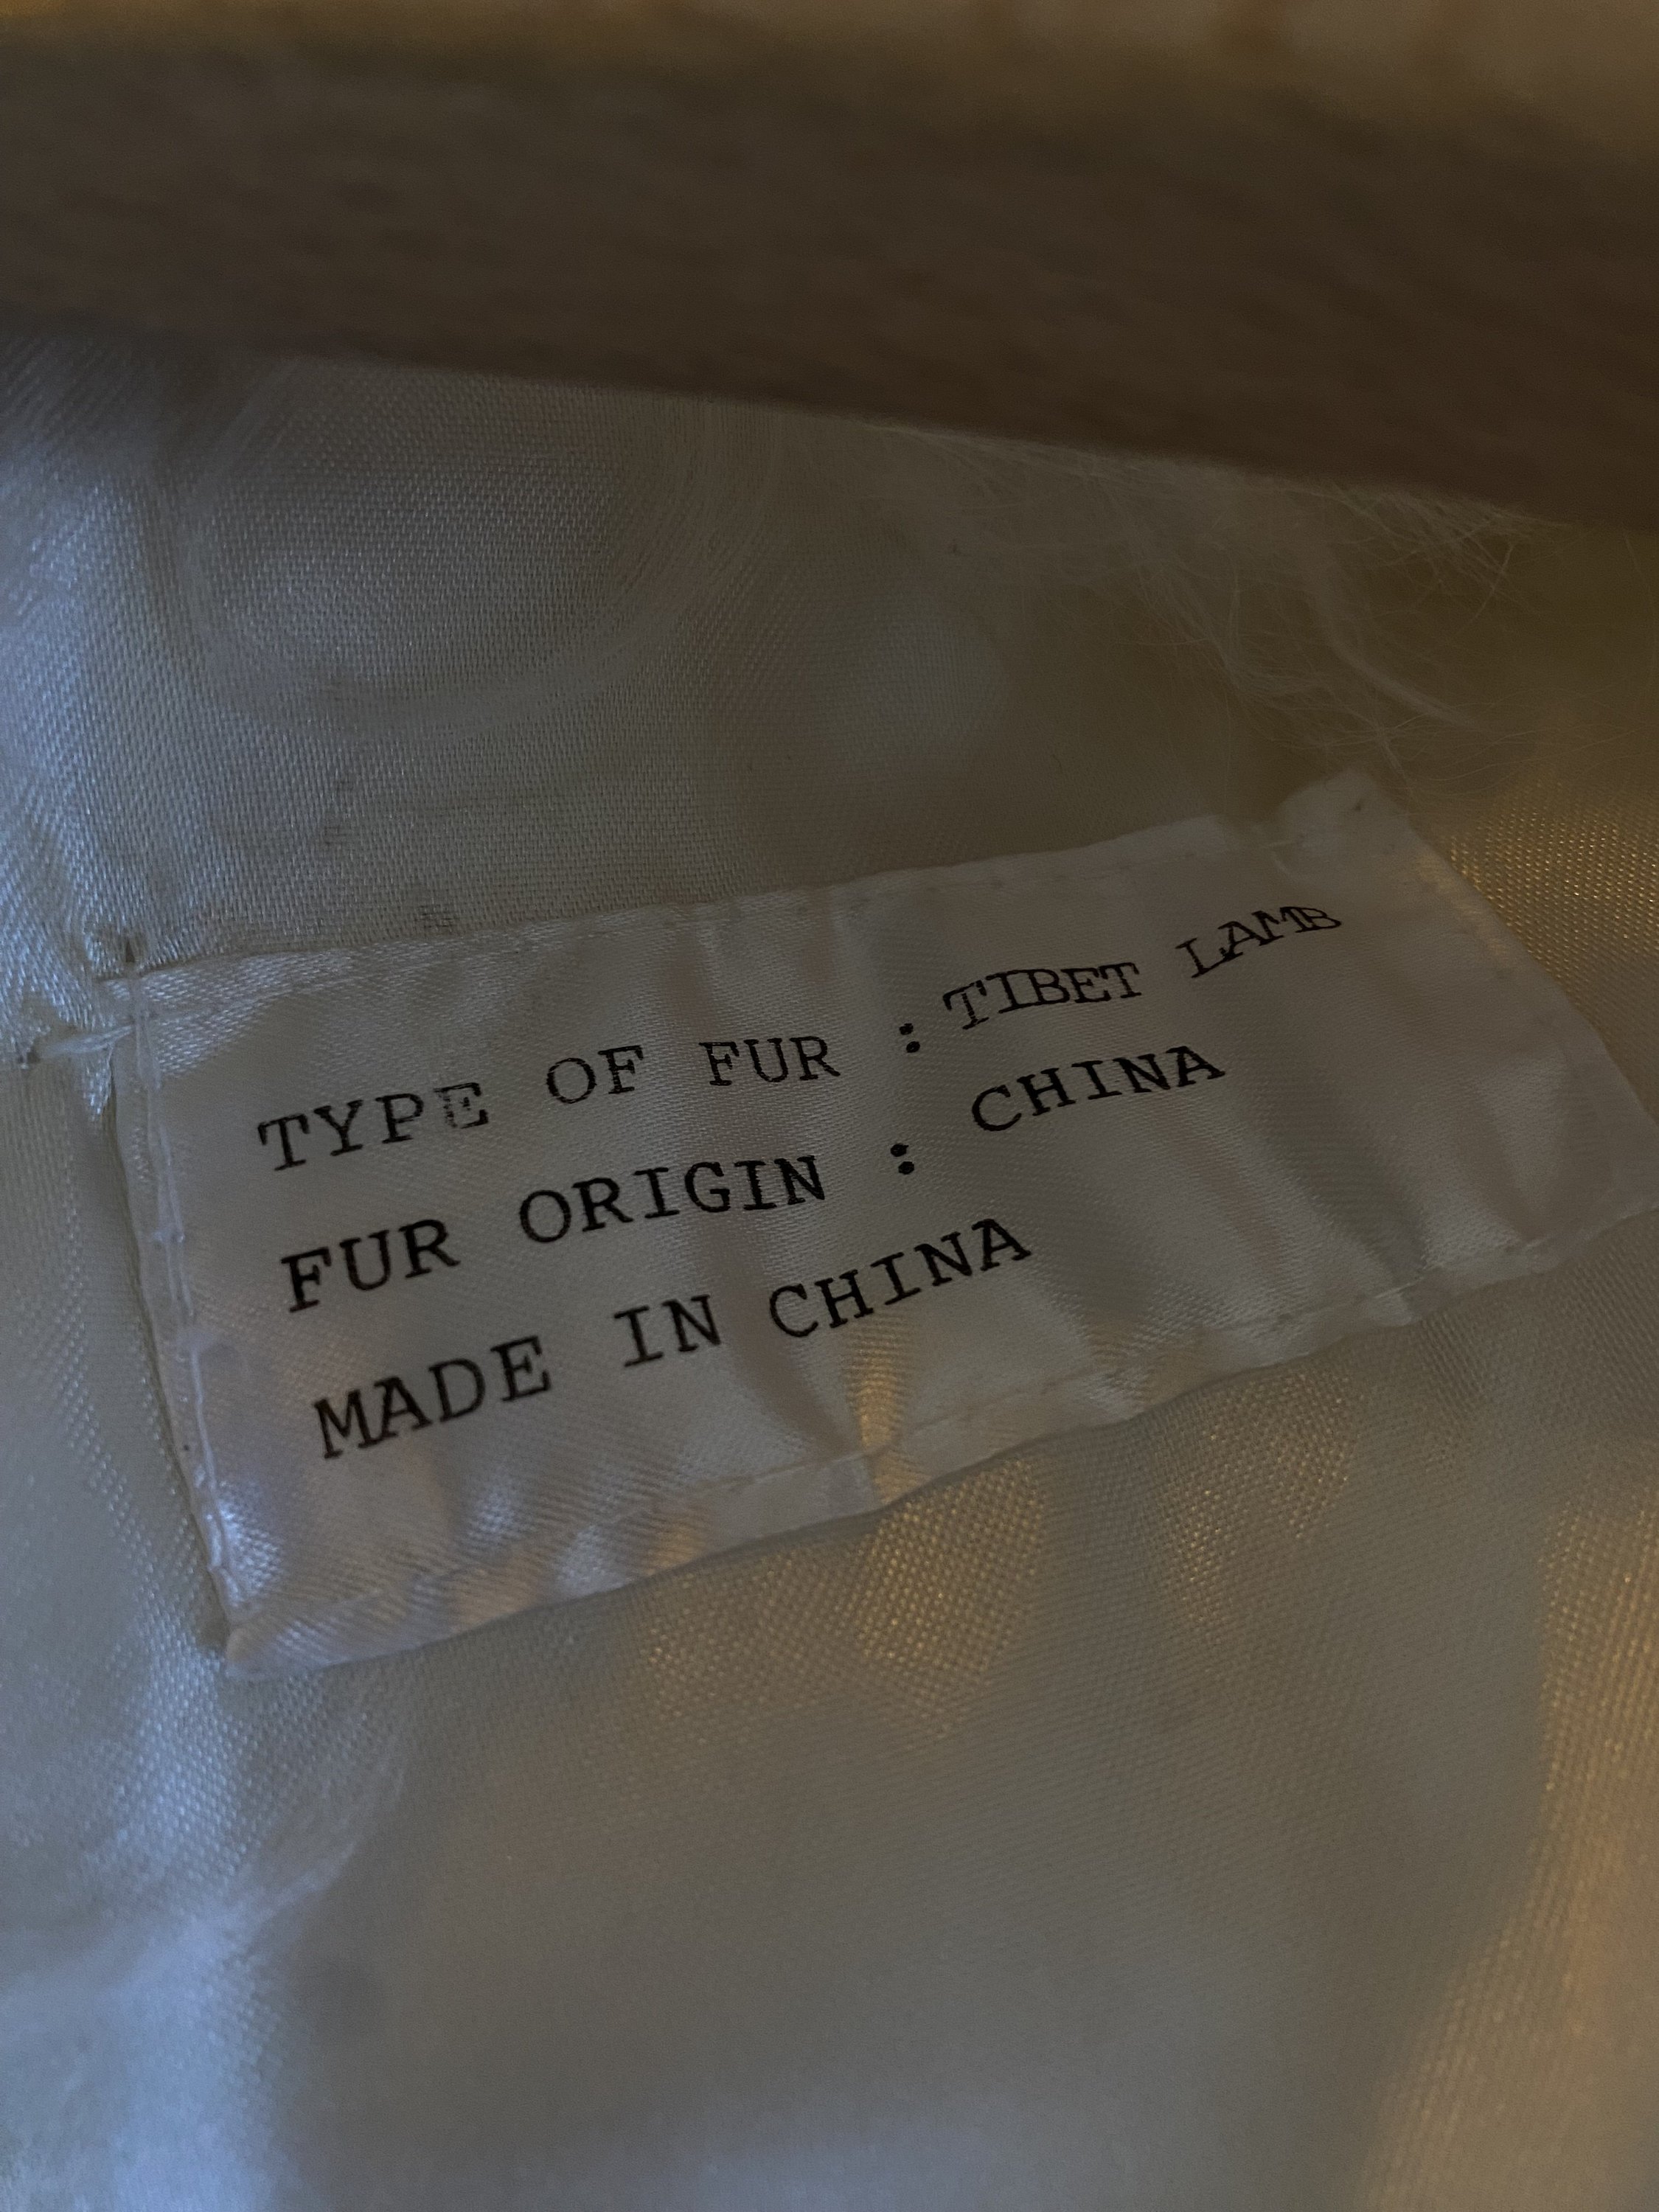 TYPE OF FUR : TIBET LAMB
FUR ORIGIN : CHINA
MADE IN CHINA